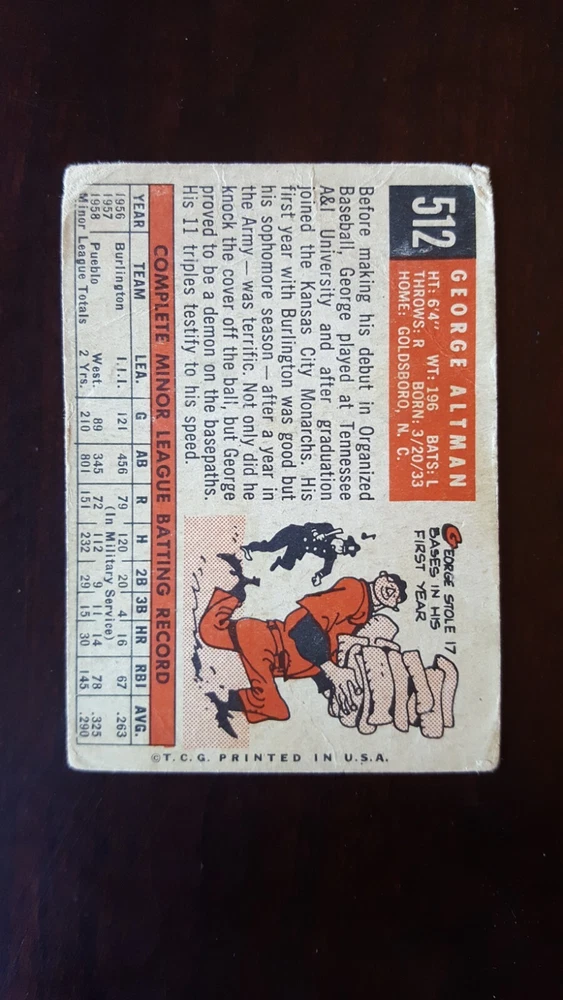 512
GEORGE ALTMAN
HT: 6'4" WT: 196 BATS: L
THROWS: R BORN: 3/20/33
HOME: GOLDSBORO, N. C.
Before making his debut in Organized
Baseball, George played at Tennessee
A&I University and after graduation
joined the Kansas City Monarchs. His
first year with Burlington was good but
his sophomore season — after a year in
the Army — was terrific. Not only did he
knock the cover off the ball, but George
proved to be a demon on the basepaths.
His 11 triples testify to his speed.
GEORGE STOLE 17
BASES IN HIS
FIRST YEAR
COMPLETE MINOR LEAGUE BATTING RECORD
YEAR TEAM LEA. G AB R H 2B 3B HR RBI AVG.
1956 Burlington I.I.I. 121 456 79 120 20 4 16 67 .263
1957 (In Military Service)
1958 Pueblo West. 89 345 72 112 9 11 14 78 .325
Minor League Totals 2 Yrs. 210 801 151 232 29 15 30 145 .290
©T. C. G. PRINTED IN U.S.A.